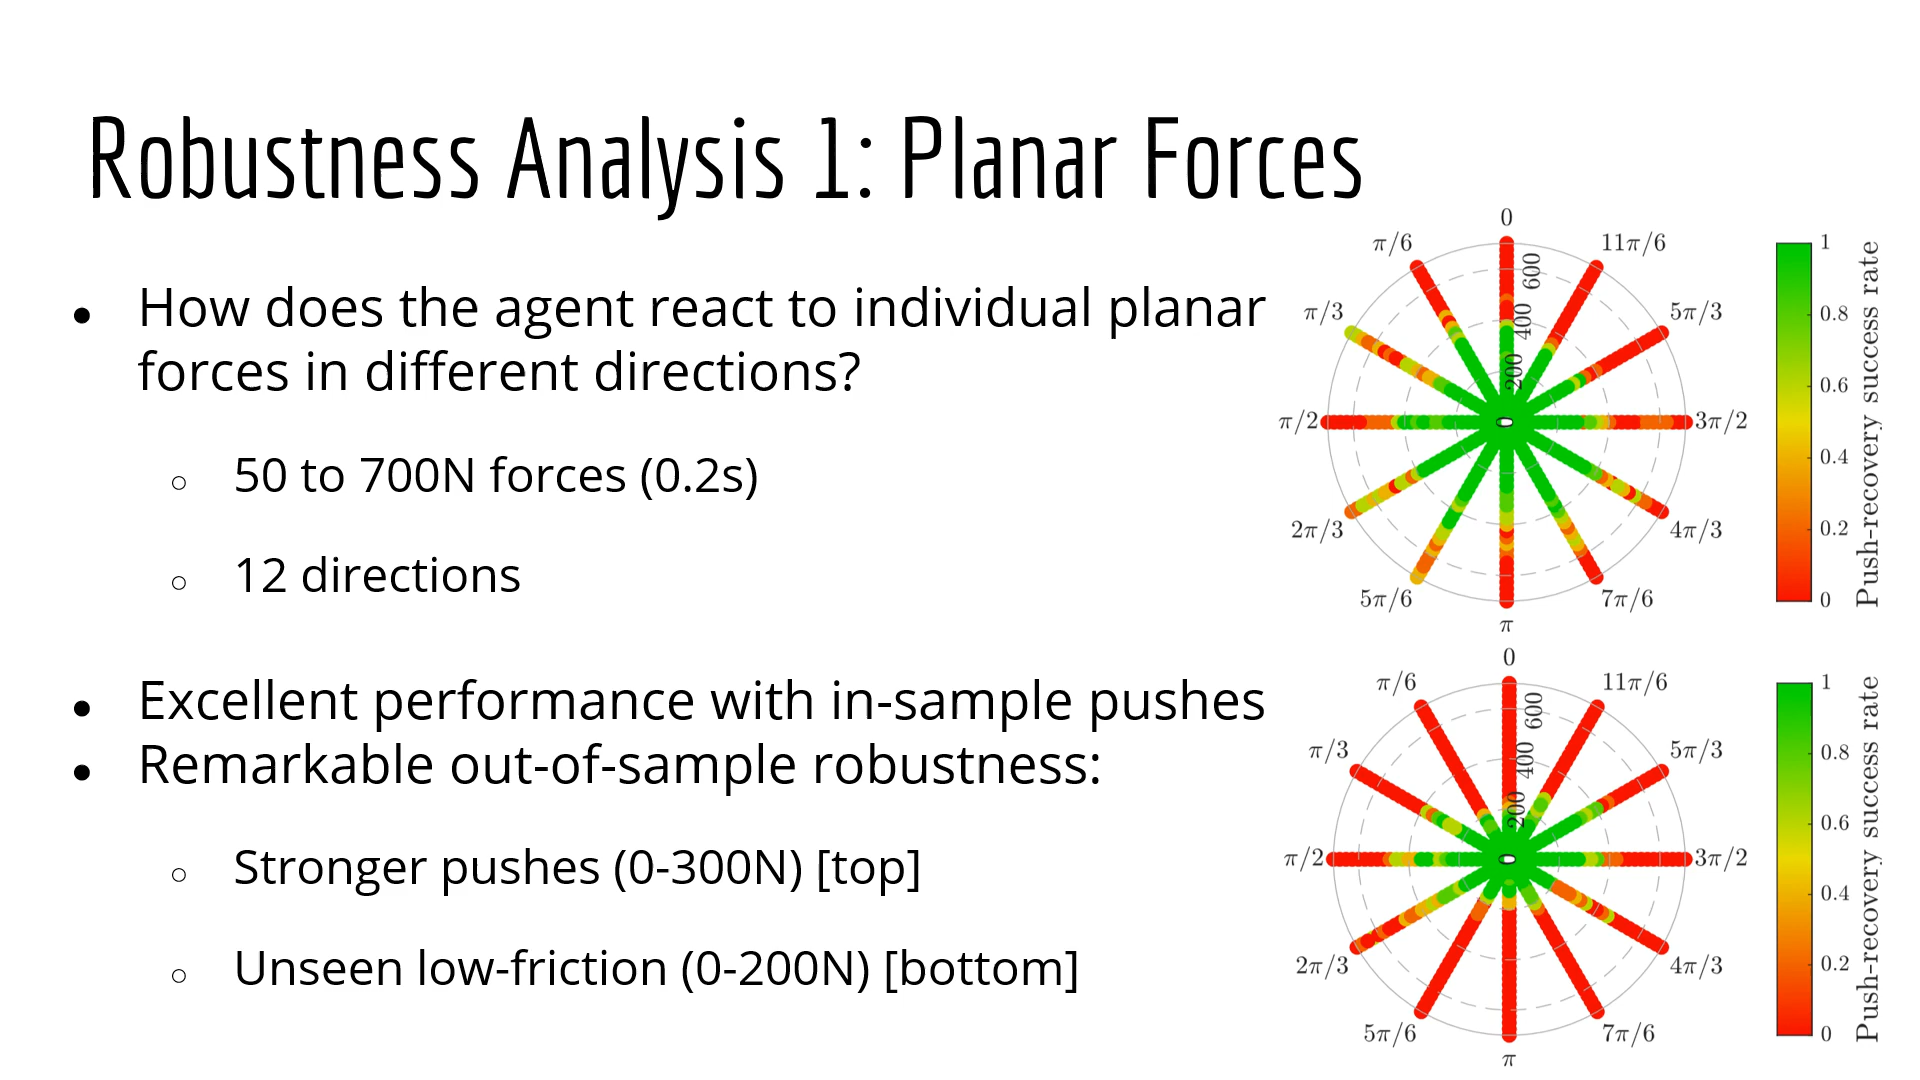 Robustness Analysis 1: Planar Forces
● How does the agent react to individual planar
forces in different directions?
○ 50 to 700N forces (0.2s)
○ 12 directions
● Excellent performance with in-sample pushes
● Remarkable out-of-sample robustness:
○ Stronger pushes (0-300N) [top]
○ Unseen low-friction (0-200N) [bottom]
0
π/6
11π/6
π/3
5π/3
π/2
3π/2
2π/3
4π/3
5π/6
7π/6
π
600
400
200
0
1
0.8
0.6
0.4
0.2
0
Push-recovery success rate
0
π/6
11π/6
π/3
5π/3
π/2
3π/2
2π/3
4π/3
5π/6
7π/6
π
600
400
200
0
1
0.8
0.6
0.4
0.2
0
Push-recovery success rate